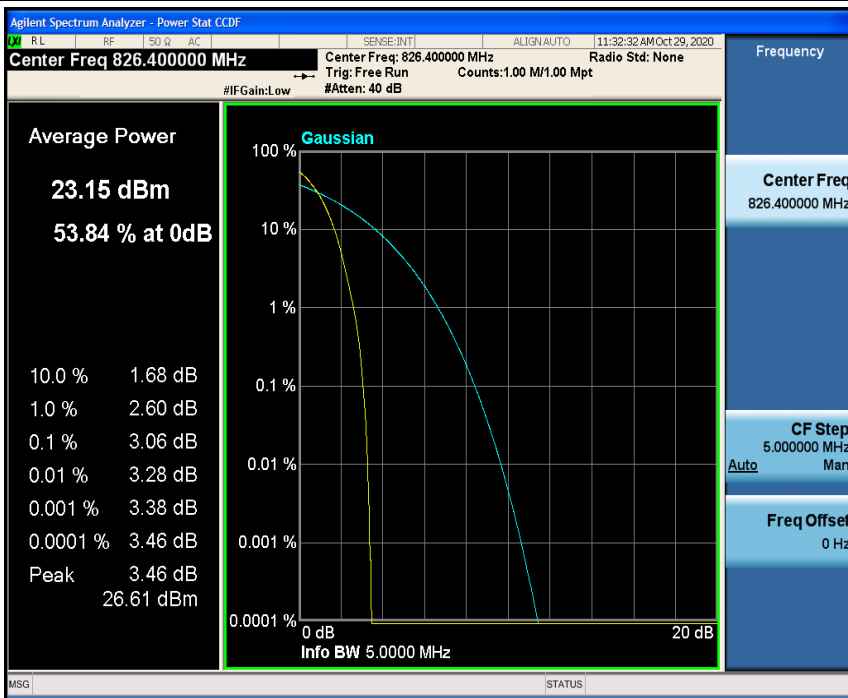 Agilent Spectrum Analyzer - Power Stat CCDF
LXI RL RF 50 Ω AC SENSE:INT ALIGN AUTO 11:32:32 AM Oct 29, 2020
Center Freq 826.400000 MHz
Center Freq: 826.400000 MHz Radio Std: None
Trig: Free Run Counts:1.00 M/1.00 Mpt
#IFGain:Low #Atten: 40 dB
Frequency
Average Power
23.15 dBm
53.84 % at 0dB
10.0 % 1.68 dB
1.0 % 2.60 dB
0.1 % 3.06 dB
0.01 % 3.28 dB
0.001 % 3.38 dB
0.0001 % 3.46 dB
Peak 3.46 dB
26.61 dBm
Gaussian
100 %
10 %
1 %
0.1 %
0.01 %
0.001 %
0.0001 %
0 dB 20 dB
Info BW 5.0000 MHz
Center Freq
826.400000 MHz
CF Step
5.000000 MHz
Auto Man
Freq Offset
0 Hz
MSG STATUS